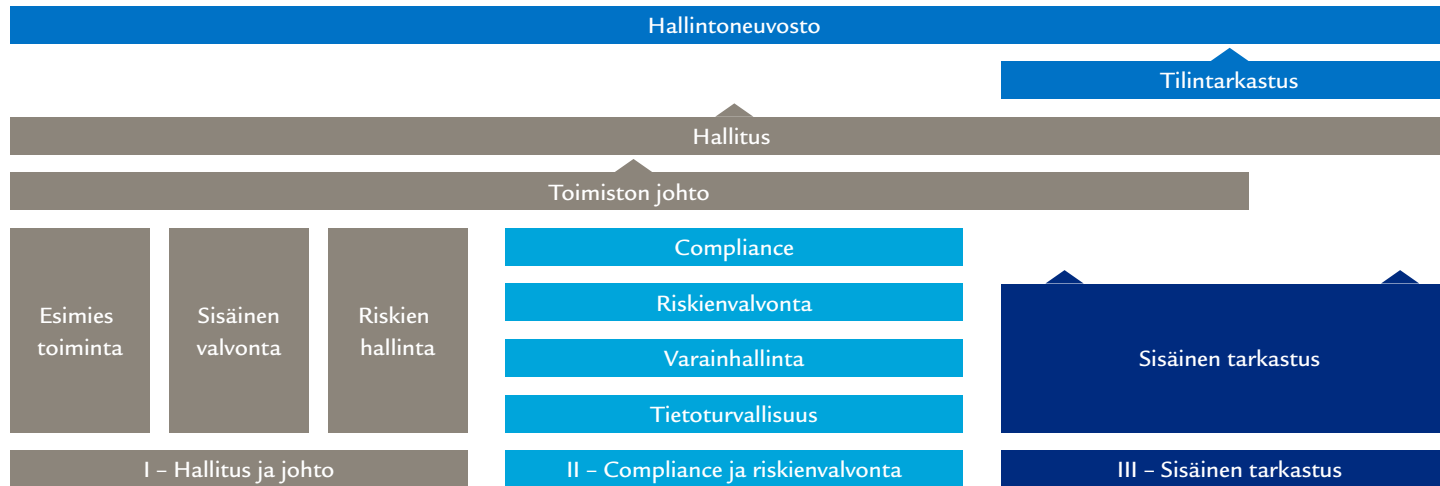 Hallintoneuvosto
Tilintarkastus
Hallitus
Toimiston johto
Esimies
toiminta
Sisäinen
valvonta
Riskien
hallinta
Compliance
Riskienvalvonta
Varainhallinta
Tietoturvallisuus
Sisäinen tarkastus
I – Hallitus ja johto
II – Compliance ja riskienvalvonta
III – Sisäinen tarkastus